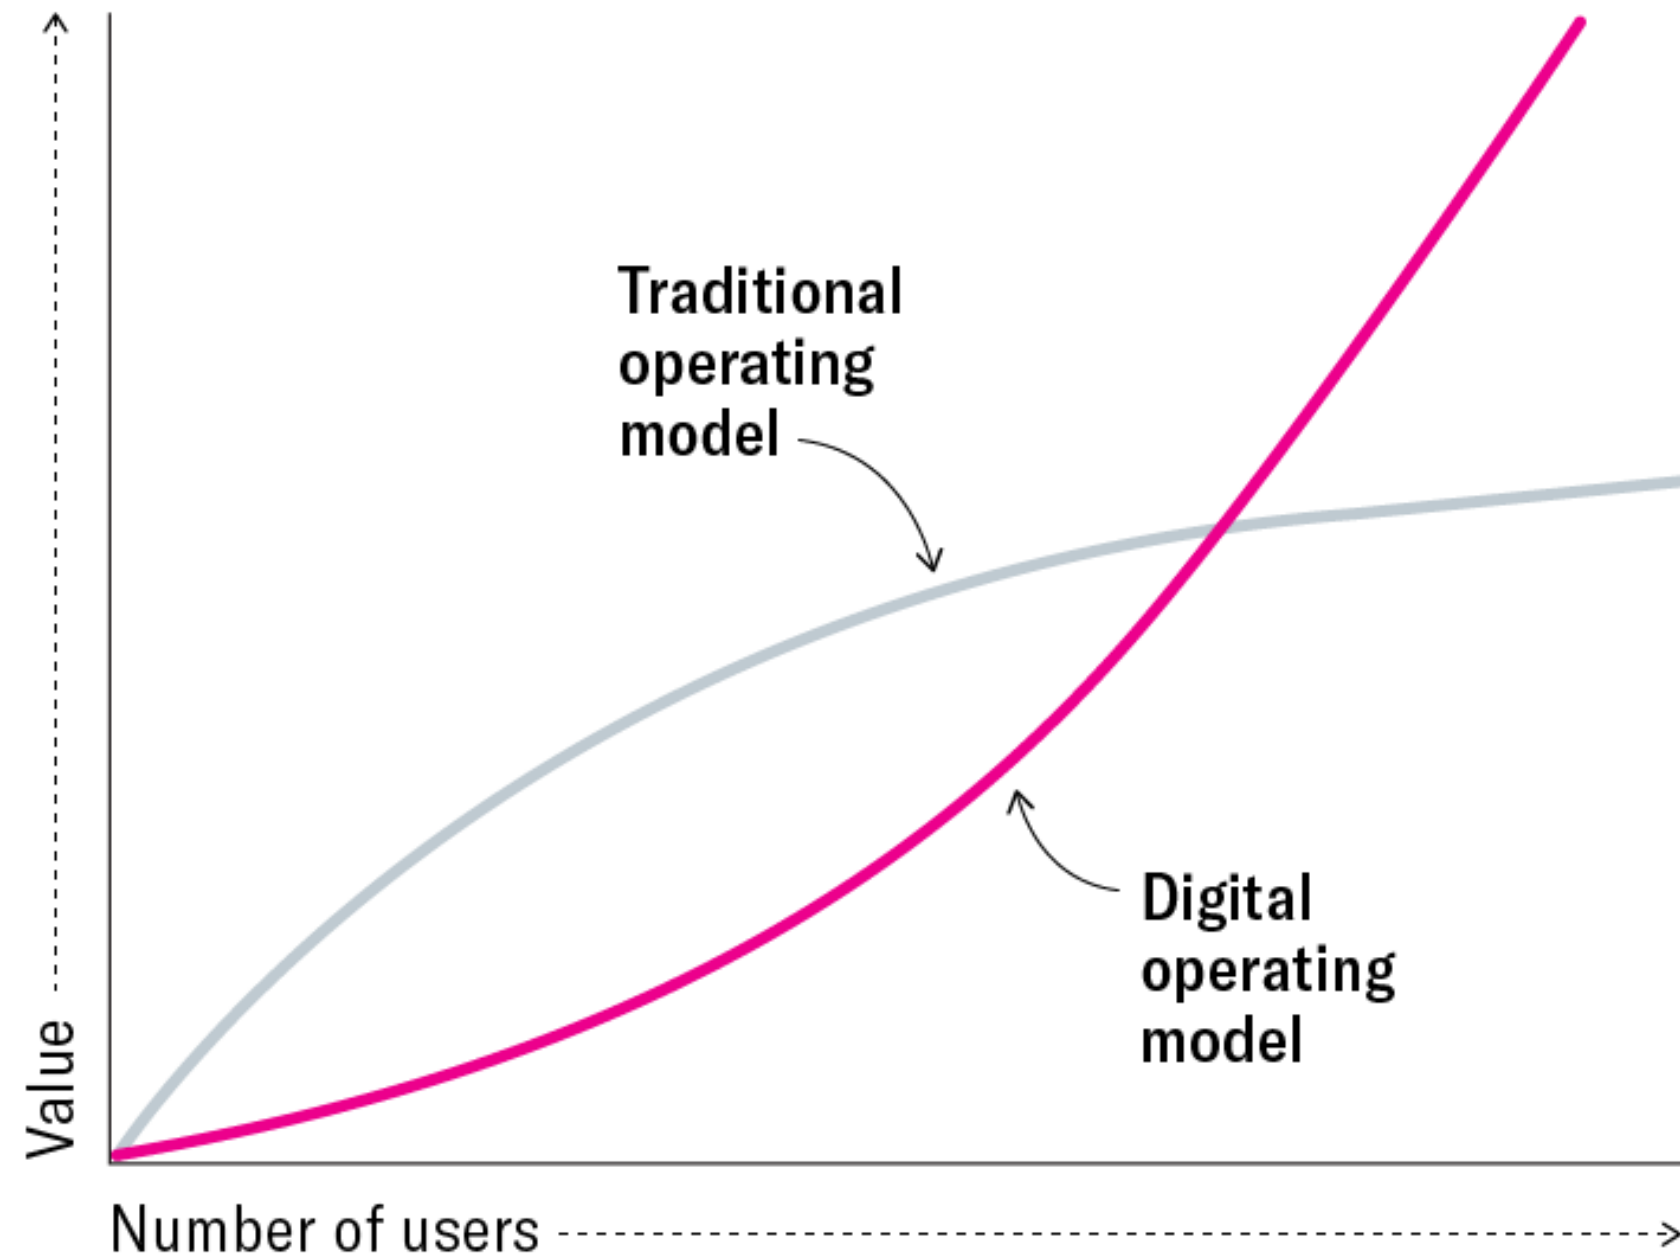 Traditional
operating
model
Digital
operating
model
Value
Number of users